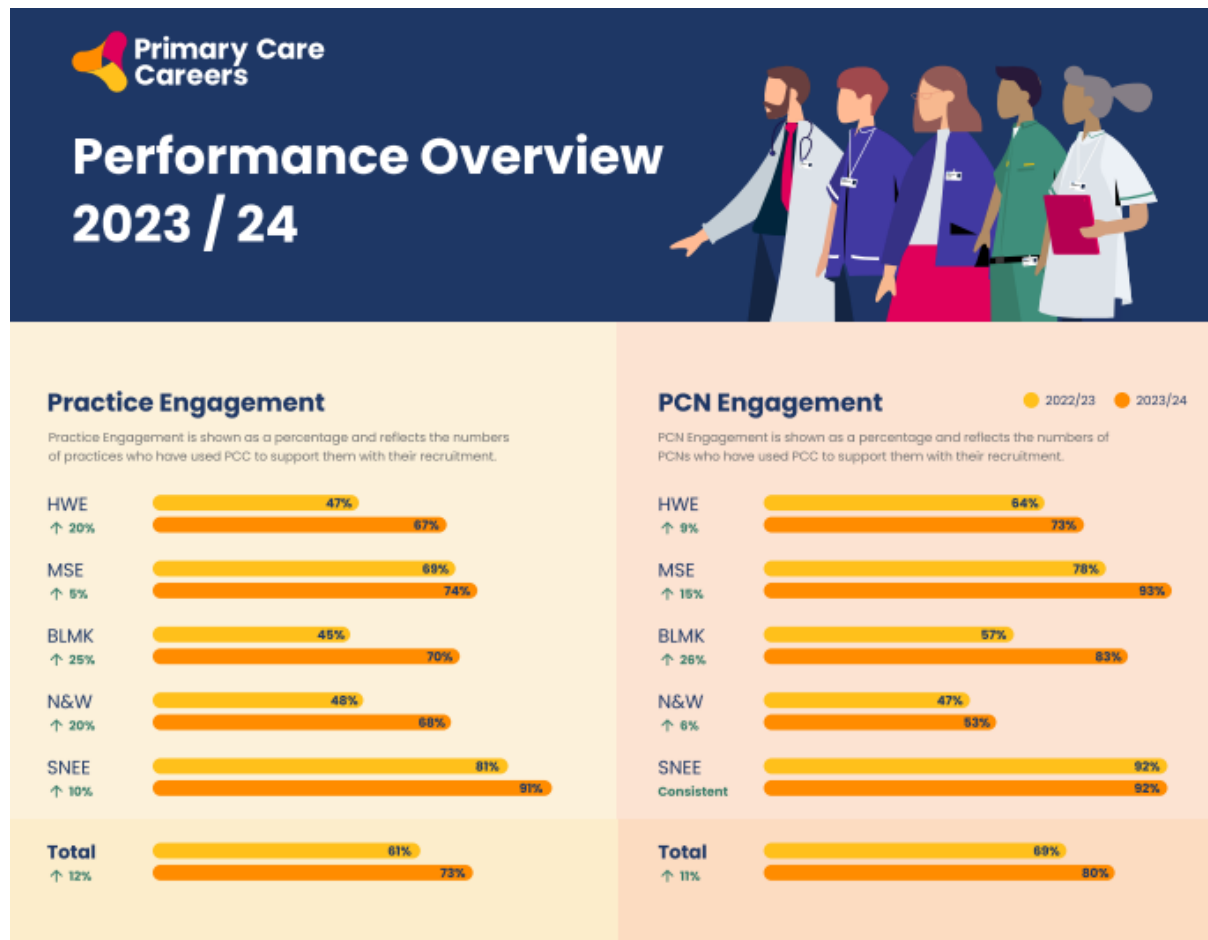 Primary Care
Careers
Performance Overview
2023 / 24
Practice Engagement
Practice Engagement is shown as a percentage and reflects the numbers
of practices who have used PCC to support them with their recruitment.
HWE
47%
↑ 20%
67%
MSE
69%
↑ 5%
74%
BLMK
45%
↑ 25%
70%
N&W
48%
↑ 20%
68%
SNEE
81%
↑ 10%
91%
Total
61%
↑ 12%
73%
PCN Engagement
2022/23
2023/24
PCN Engagement is shown as a percentage and reflects the numbers of
PCNs who have used PCC to support them with their recruitment.
HWE
64%
↑ 9%
73%
MSE
78%
↑ 15%
93%
BLMK
57%
↑ 26%
83%
N&W
47%
↑ 6%
53%
SNEE
92%
Consistent
92%
Total
69%
↑ 11%
80%